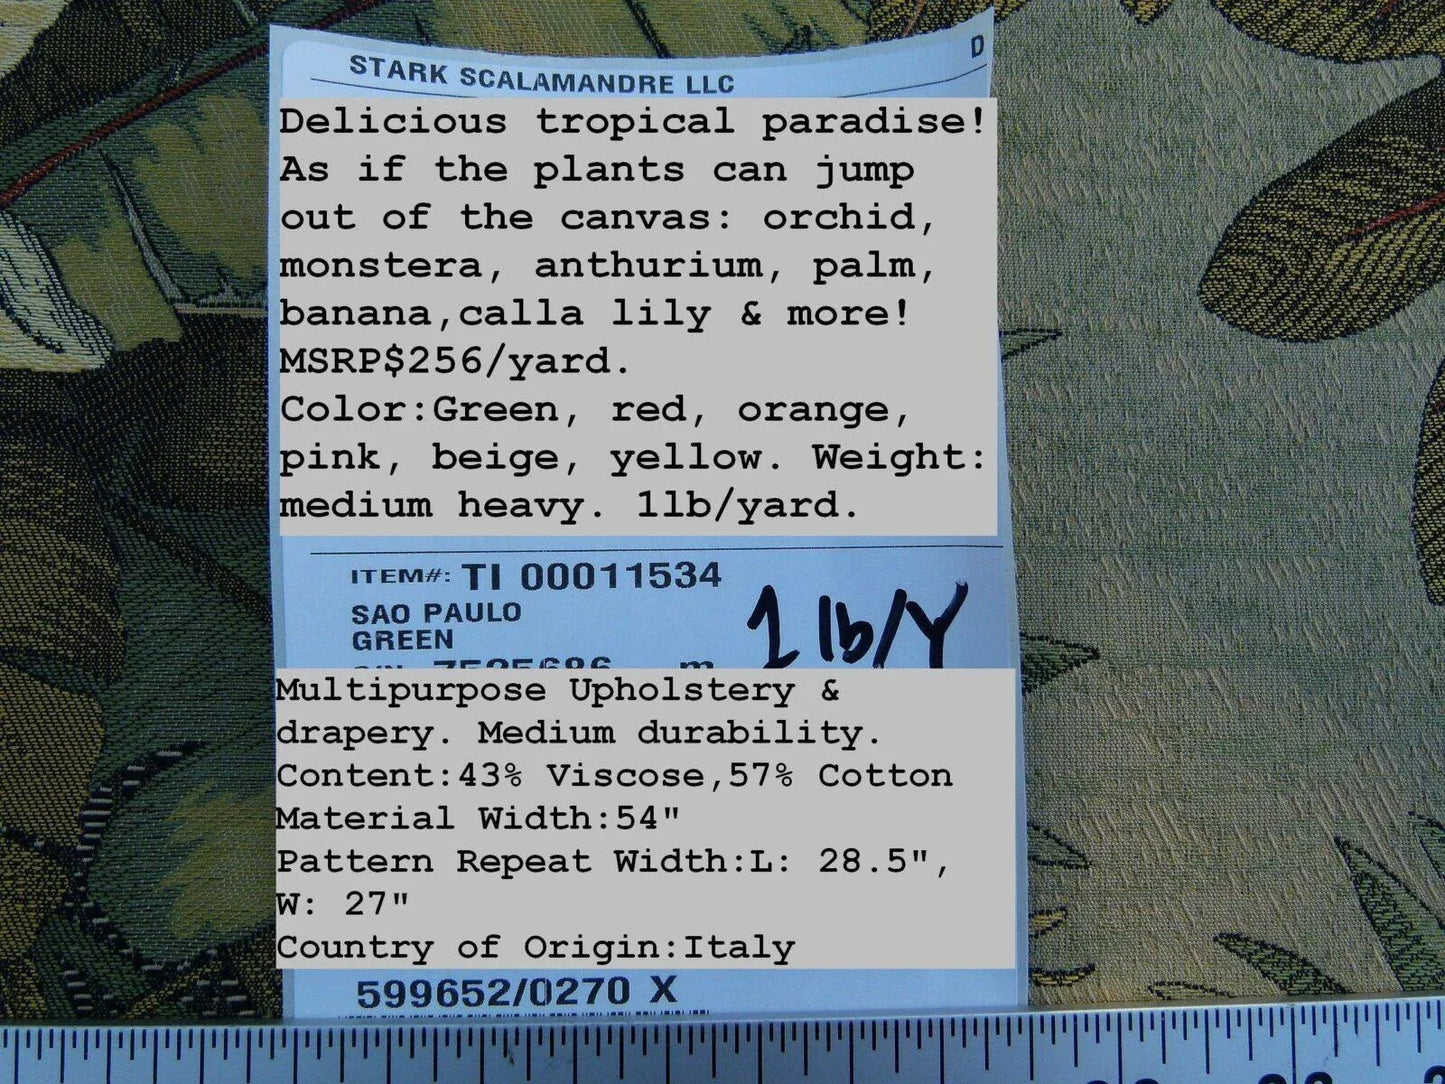 D
STARK SCALAMANDRE LLC
Delicious tropical paradise!
As if the plants can jump
out of the canvas: orchid,
monstera, anthurium, palm,
banana,calla lily & more!
MSRP$256/yard.
Color:Green, red, orange,
pink, beige, yellow. Weight:
medium heavy. 1lb/yard.
ITEM#: TI 00011534
SAO PAULO
GREEN
1 lb/Y
Multipurpose Upholstery &
drapery. Medium durability.
Content:43% Viscose,57% Cotton
Material Width:54"
Pattern Repeat Width:L: 28.5",
W: 27"
Country of Origin:Italy
599652/0270 X